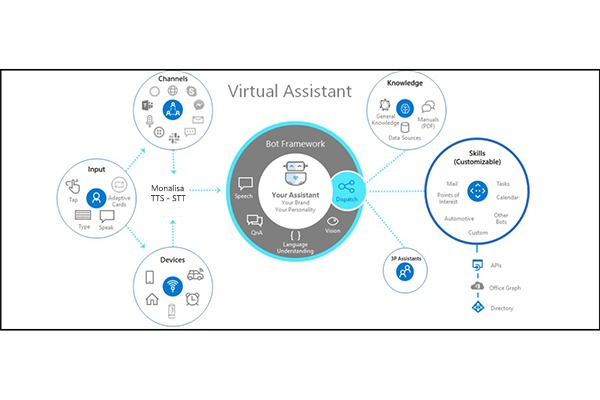 Virtual Assistant
Channels
Input
Tap
Adaptive
Cards
Type
Speak
Devices
Monalisa
TTS - STT
Bot Framework
Your Assistant
Your Brand
Your Personality
Speech
QnA
{ }
Language
Understanding
Vision
Dispatch
Knowledge
General
Knowledge
Manuals
(PDF)
Data Sources
3P Assistants
Skills
(Customizable)
Mail
Tasks
Points of
Interest
Calendar
Automotive
Other
Bots
Custom
APIs
Office Graph
Directory